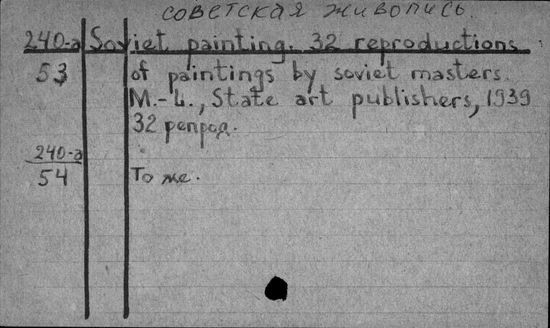 советская живопись.
240-а Soviet painting. 32 reproductions
53 of paintings by soviet masters.
M.-L., State art publishers, 1939
32 репрод.
240-а
54 То же.